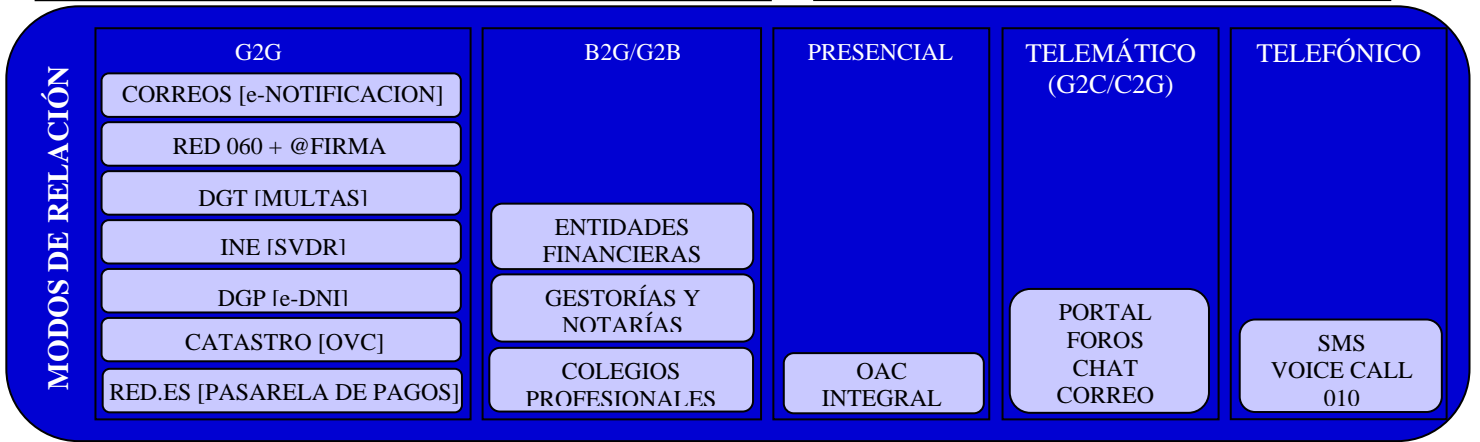 MODOS DE RELACIÓN
G2G
CORREOS [e-NOTIFICACION]
RED 060 + @FIRMA
DGT [MULTAS]
INE [SVDR]
DGP [e-DNI]
CATASTRO [OVC]
RED.ES [PASARELA DE PAGOS]
B2G/G2B
ENTIDADES
FINANCIERAS
GESTORÍAS Y
NOTARÍAS
COLEGIOS
PROFESIONALES
PRESENCIAL
OAC
INTEGRAL
TELEMÁTICO
(G2C/C2G)
PORTAL
FOROS
CHAT
CORREO
TELEFÓNICO
SMS
VOICE CALL
010